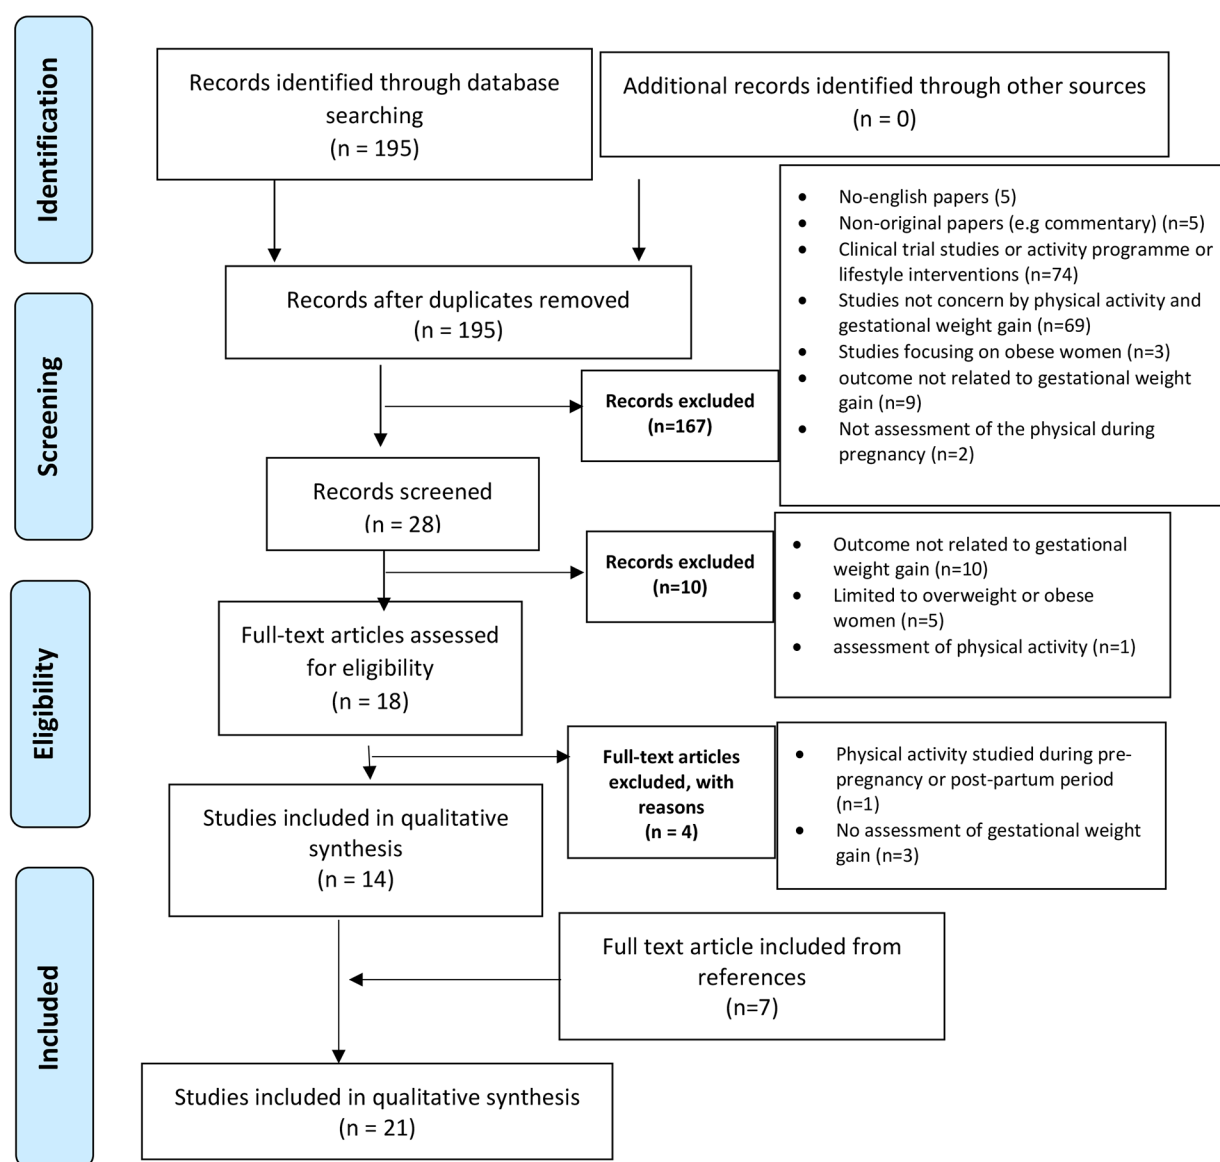 Identification
Records identified through database
searching
(n = 195)
Additional records identified through other sources
(n = 0)
Records after duplicates removed
(n = 195)
• No-english papers (5)
• Non-original papers (e.g commentary) (n=5)
• Clinical trial studies or activity programme or
lifestyle interventions (n=74)
• Studies not concern by physical activity and
gestational weight gain (n=69)
• Studies focusing on obese women (n=3)
• outcome not related to gestational weight
gain (n=9)
• Not assessment of the physical during
pregnancy (n=2)
Screening
Records excluded
(n=167)
Records screened
(n = 28)
Records excluded
(n=10)
• Outcome not related to gestational
weight gain (n=10)
• Limited to overweight or obese
women (n=5)
• assessment of physical activity (n=1)
Eligibility
Full-text articles assessed
for eligibility
(n = 18)
Full-text articles
excluded, with
reasons
(n = 4)
• Physical activity studied during pre-
pregnancy or post-partum period
(n=1)
• No assessment of gestational weight
gain (n=3)
Studies included in qualitative
synthesis
(n = 14)
Included
Full text article included from
references
(n=7)
Studies included in qualitative synthesis
(n = 21)